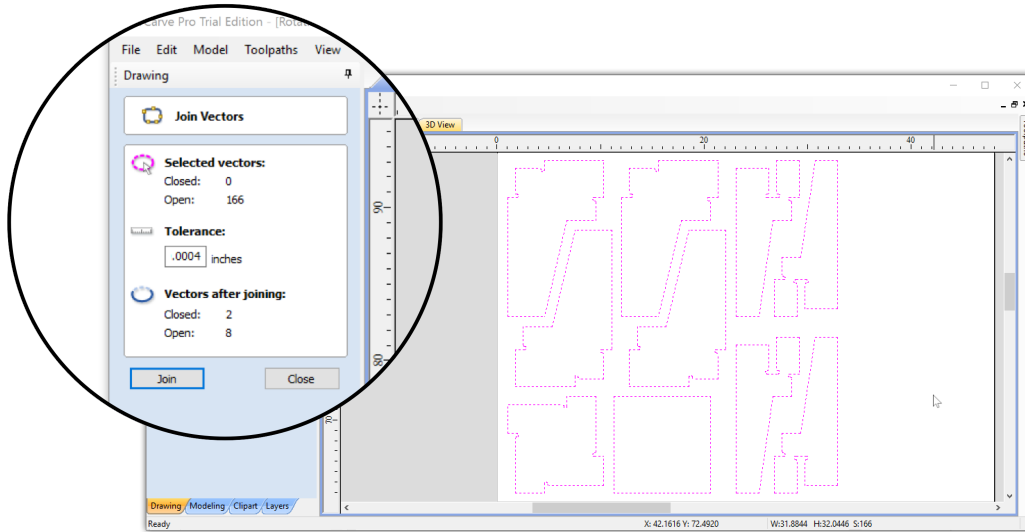 Carve Pro Trial Edition - [Rota
File Edit Model Toolpaths View
Drawing
Join Vectors
Selected vectors:
Closed: 0
Open: 166
Tolerance:
.0004 inches
Vectors after joining:
Closed: 2
Open: 8
Join Close
3D View
0 20 40
90
80
70
Drawing Modeling Clipart Layers
Ready X: 42.1616 Y: 72.4920 W:31.8844 H:32.0446 S:166